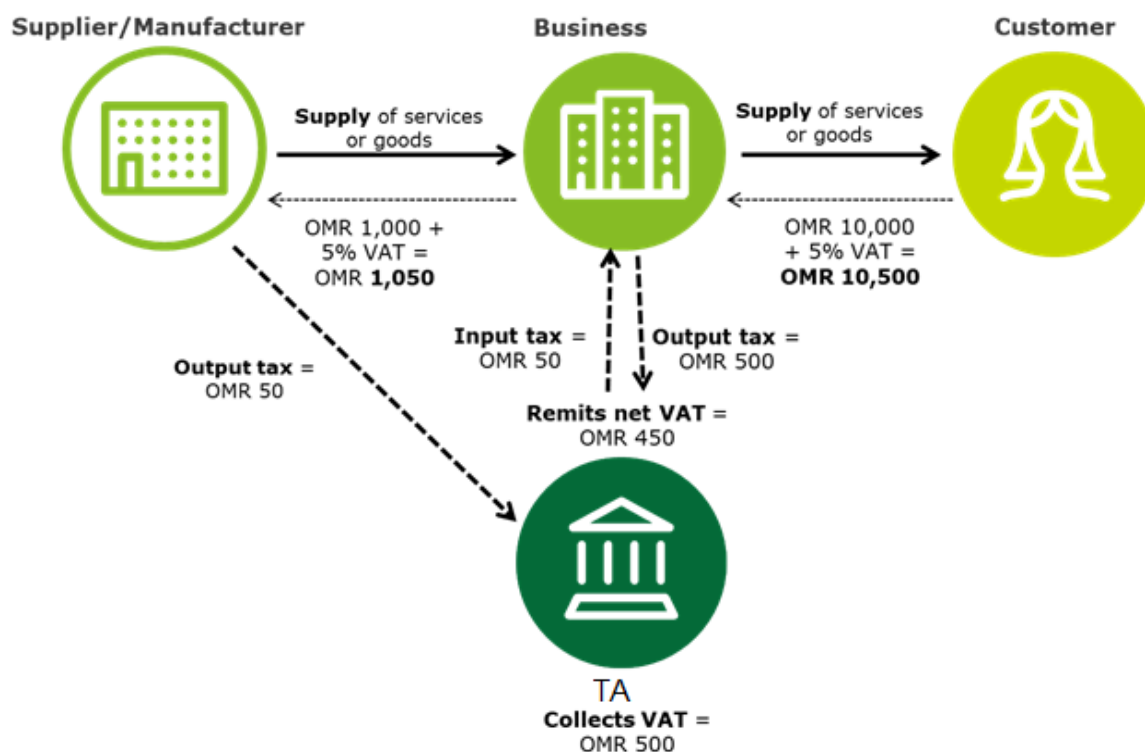 Supplier/Manufacturer
Business
Customer
Supply of services
or goods
Supply of services
or goods
OMR 1,000 +
5% VAT =
OMR 1,050
OMR 10,000
+ 5% VAT =
OMR 10,500
Output tax =
OMR 50
Input tax =
OMR 50
Output tax =
OMR 500
Remits net VAT =
OMR 450
TA
Collects VAT =
OMR 500